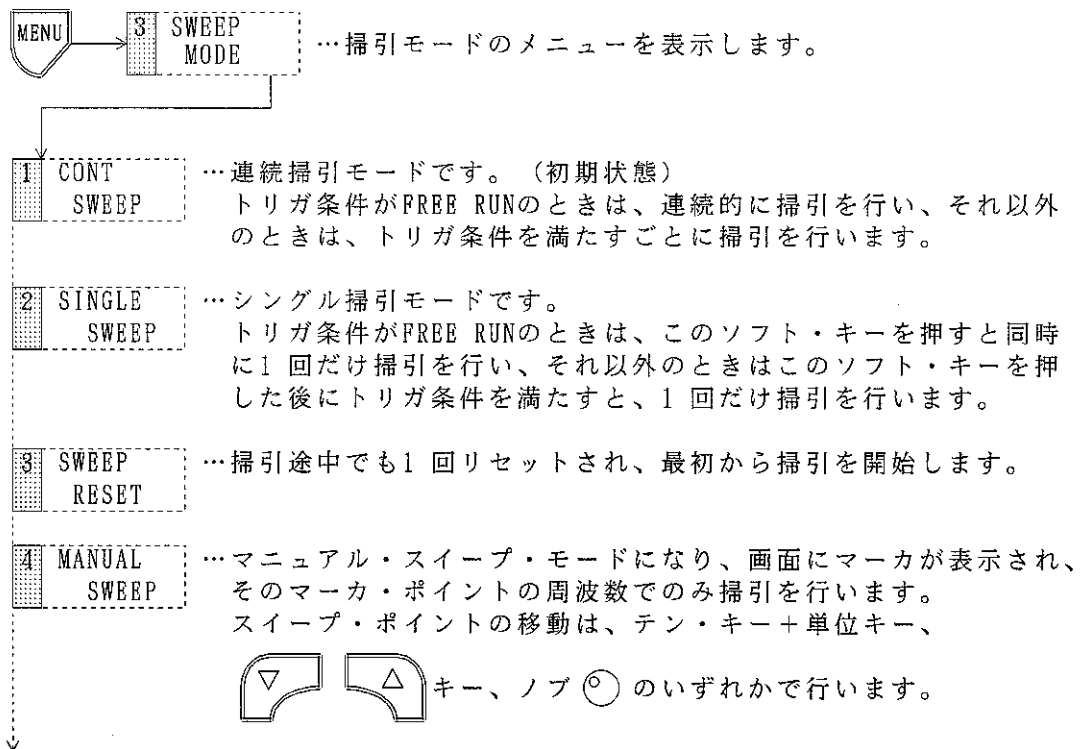 MENU 3 SWEEP MODE …掃引モードのメニューを表示します。
1 CONT SWEEP …連続掃引モードです。(初期状態)
トリガ条件がFREE RUNのときは、連続的に掃引を行い、それ以外
のときは、トリガ条件を満たすごとに掃引を行います。
2 SINGLE SWEEP …シングル掃引モードです。
トリガ条件がFREE RUNのときは、このソフト・キーを押すと同時
に1 回だけ掃引を行い、それ以外のときはこのソフト・キーを押
した後にトリガ条件を満たすと、1 回だけ掃引を行います。
3 SWEEP RESET …掃引途中でも1 回リセットされ、最初から掃引を開始します。
4 MANUAL SWEEP …マニュアル・スイープ・モードになり、画面にマーカが表示され、
そのマーカ・ポイントの周波数でのみ掃引を行います。
スイープ・ポイントの移動は、テン・キー+単位キー、
▽ △ キー、ノブ のいずれかで行います。